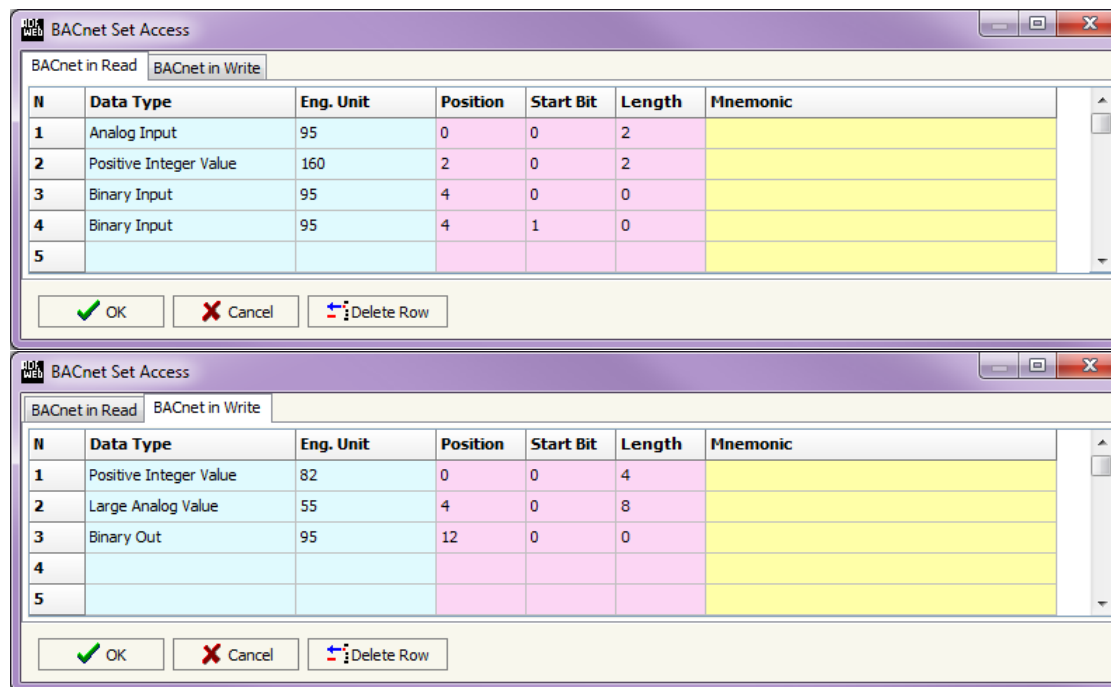 ADF WEB BACnet Set Access
BACnet in Read BACnet in Write
N Data Type Eng. Unit Position Start Bit Length Mnemonic
1 Analog Input 95 0 0 2
2 Positive Integer Value 160 2 0 2
3 Binary Input 95 4 0 0
4 Binary Input 95 4 1 0
5
OK Cancel Delete Row
ADF WEB BACnet Set Access
BACnet in Read BACnet in Write
N Data Type Eng. Unit Position Start Bit Length Mnemonic
1 Positive Integer Value 82 0 0 4
2 Large Analog Value 55 4 0 8
3 Binary Out 95 12 0 0
4
5
OK Cancel Delete Row